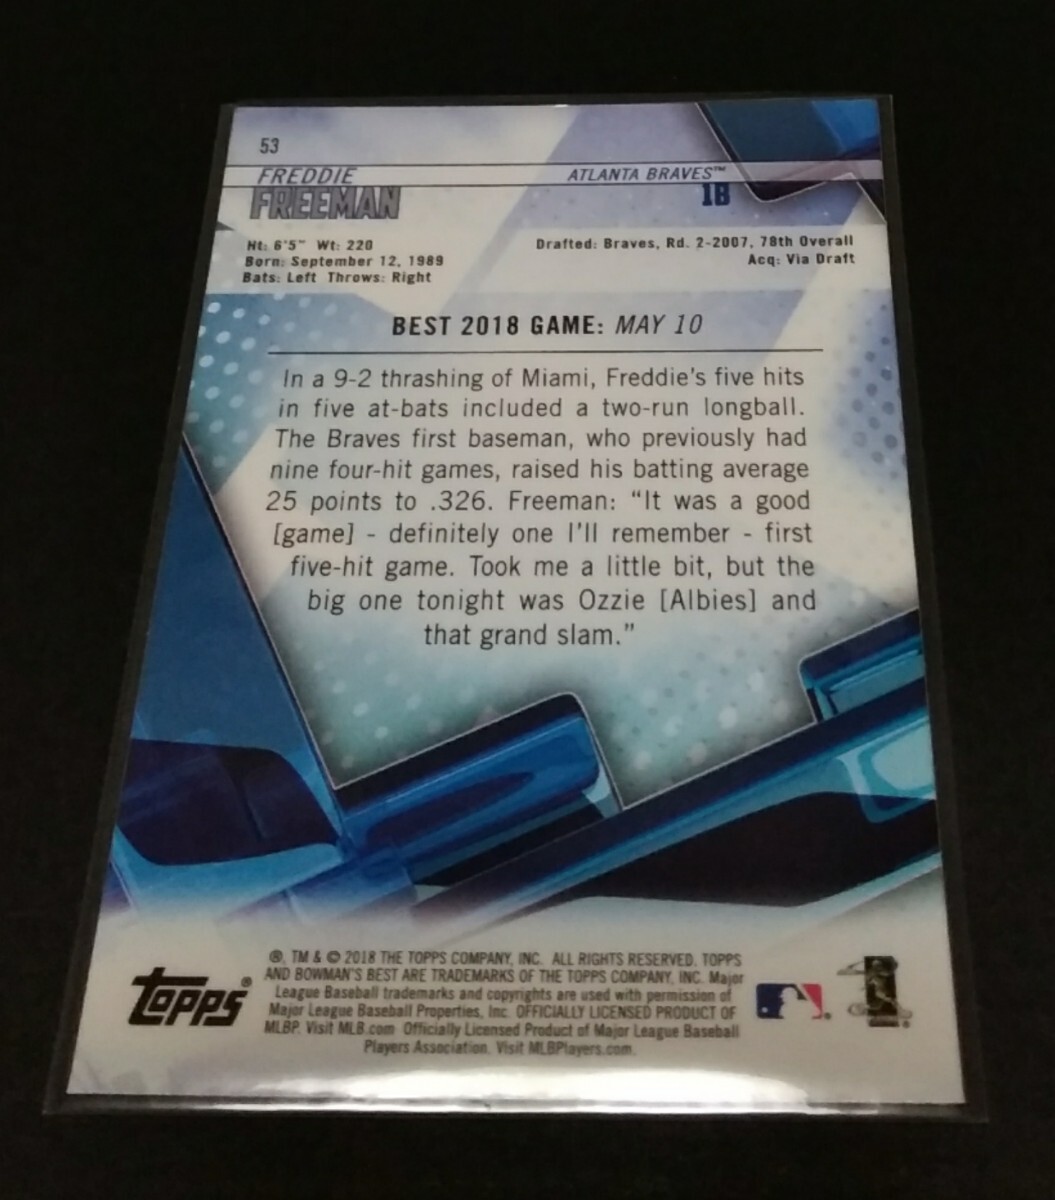 53
FREDDIE
FREEMAN
ATLANTA BRAVES™
1B
Ht: 6'5" Wt: 220
Born: September 12, 1989
Bats: Left Throws: Right
Drafted: Braves, Rd. 2-2007, 78th Overall
Acq: Via Draft
BEST 2018 GAME: MAY 10
In a 9-2 thrashing of Miami, Freddie's five hits
in five at-bats included a two-run longball.
The Braves first baseman, who previously had
nine four-hit games, raised his batting average
25 points to .326. Freeman: “It was a good
[game] - definitely one I'll remember - first
five-hit game. Took me a little bit, but the
big one tonight was Ozzie [Albies] and
that grand slam.”
Topps®
®, TM & © 2018 THE TOPPS COMPANY, INC. ALL RIGHTS RESERVED. TOPPS
AND BOWMAN'S BEST ARE TRADEMARKS OF THE TOPPS COMPANY, INC. Major
League Baseball trademarks and copyrights are used with permission of
Major League Baseball Properties, Inc. OFFICIALLY LICENSED PRODUCT OF
MLBP. Visit MLB.com Officially Licensed Product of Major League Baseball
Players Association. Visit MLBPlayers.com.